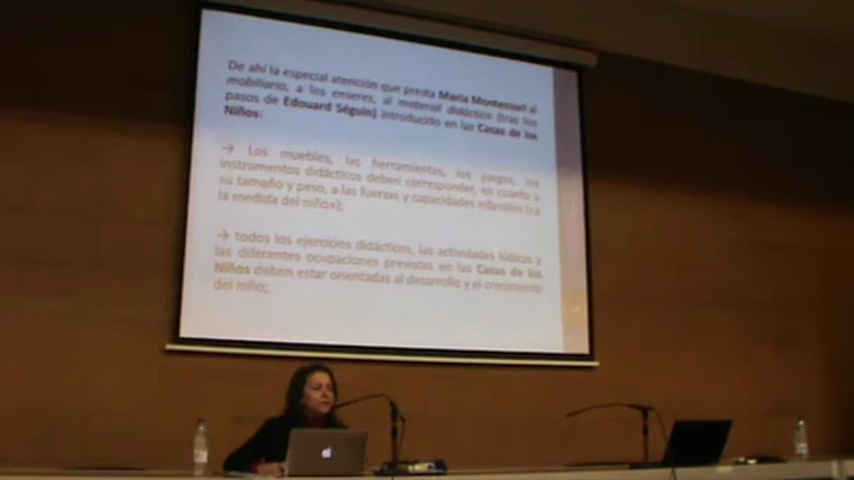 De ahí la especial atención que presta María Montessori al
mobiliario, a los enseres, al material didáctico (tras los
pasos de Edouard Séguin) introducido en las Casas de los
Niños:
→ Los muebles, las herramientas, los juegos, los
instrumentos didácticos deben corresponder, en cuanto a
su tamaño y peso, a las fuerzas y capacidades infantiles («a
la medida del niño»);
→ todos los ejercicios didácticos, las actividades lúdicas y
las diferentes ocupaciones previstas en las Casas de los
Niños deben estar orientadas al desarrollo y el crecimiento
del niño;